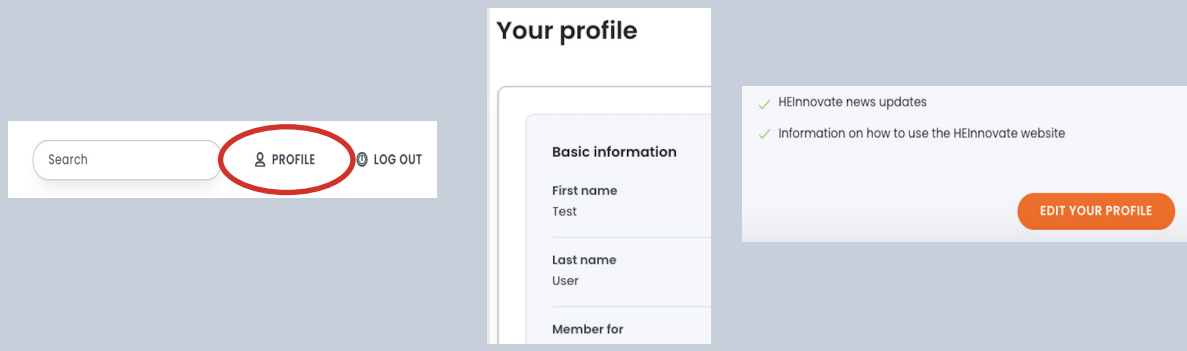 Search
PROFILE
LOG OUT
Your profile
Basic information
First name
Test
Last name
User
Member for
HEInnovate news updates
Information on how to use the HEInnovate website
EDIT YOUR PROFILE